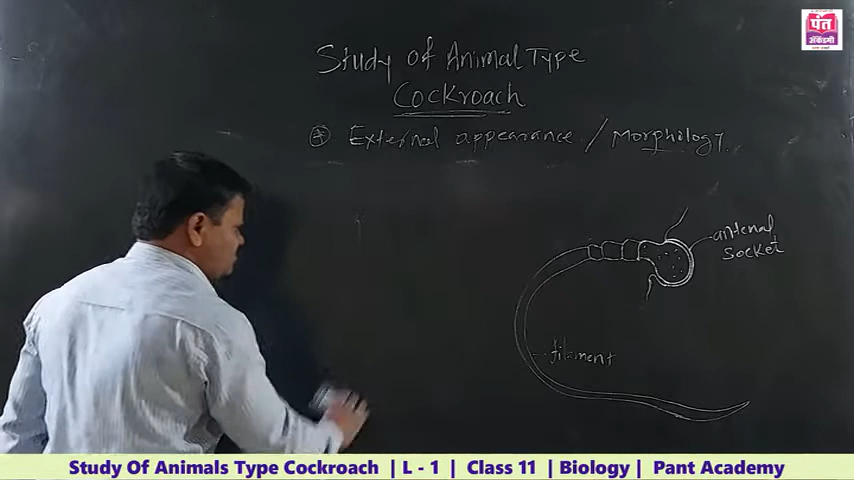 पंत
अॅकॅडमी
Study of Animal Type
Cockroach
* External appearance / Morphology
antenal
socket
filament
Study Of Animals Type Cockroach | L - 1 | Class 11 | Biology | Pant Academy